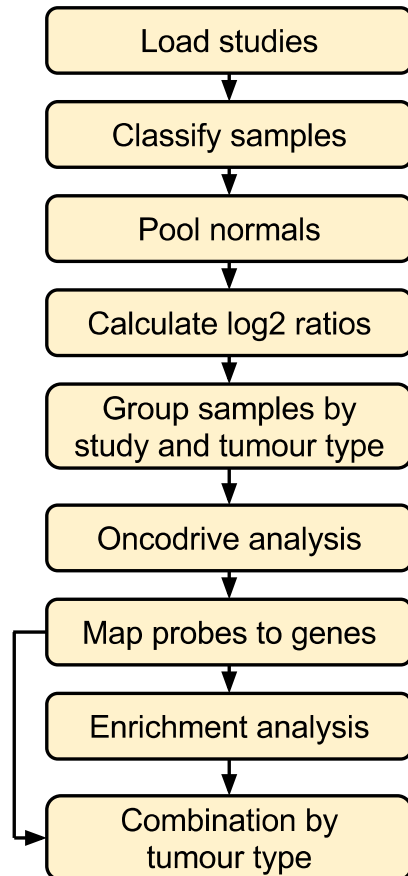 Load studies
Classify samples
Pool normals
Calculate log2 ratios
Group samples by
study and tumour type
Oncodrive analysis
Map probes to genes
Enrichment analysis
Combination by
tumour type